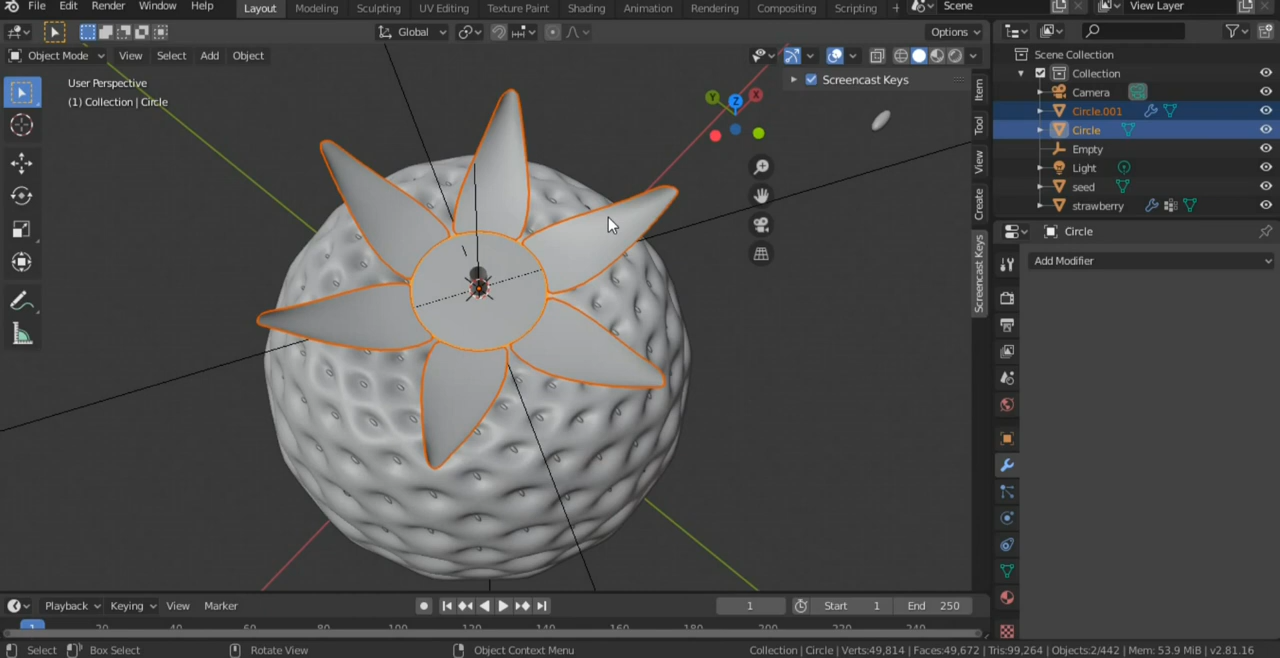 File Edit Render Window Help Layout Modeling Sculpting UV Editing Texture Paint Shading Animation Rendering Compositing Scripting + Scene View Layer
Global Options
Object Mode View Select Add Object
User Perspective
(1) Collection | Circle
Screencast Keys
Y Z X
Item
Tool
View
Create
Screencast Keys
Scene Collection
Collection
Camera
Circle.001
Circle
Empty
Light
seed
strawberry
Circle
Add Modifier
Playback Keying View Marker 1 Start 1 End 250
1 20 40 60 80 100 120 140 160 180 200 220 240
Select Box Select Rotate View Object Context Menu Collection | Circle | Verts:49,814 | Faces:49,672 | Tris:99,264 | Objects:2/442 | Mem: 53.9 MiB | v2.81.16